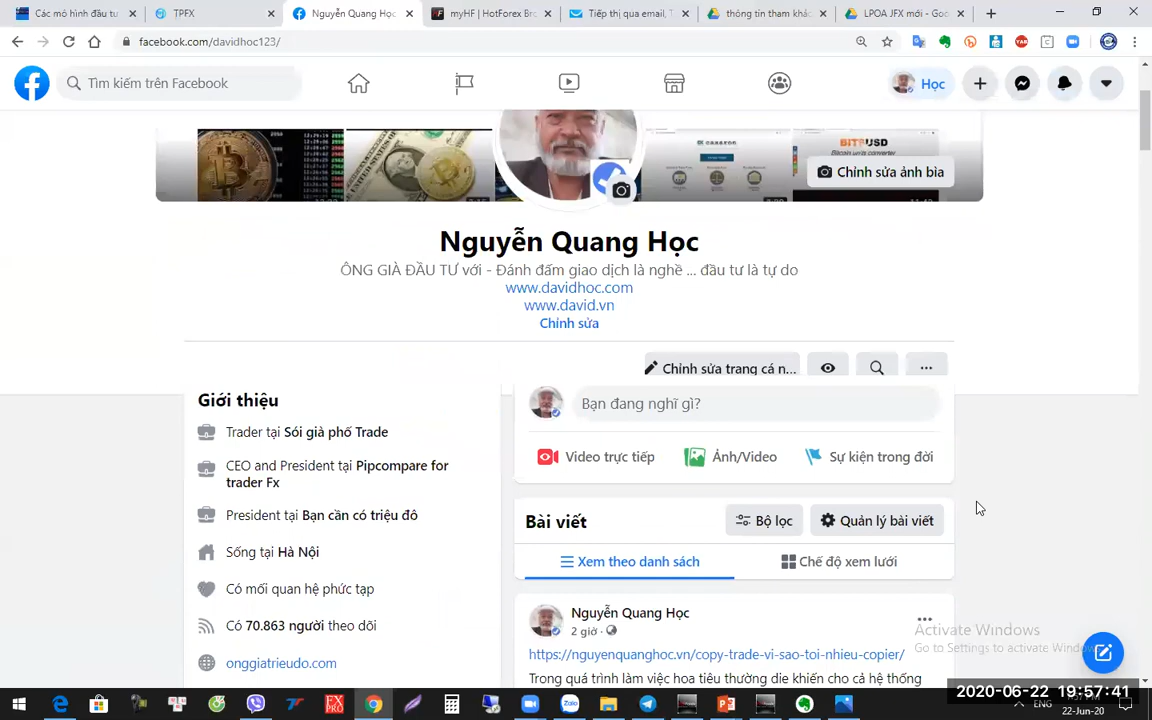 Các mô hình đầu tư
TPFX
Nguyễn Quang Học
myHF | HotForex Bro
Tiếp thị qua email, T
thông tin tham khảo
LPOA JFX mới - Goo
facebook.com/davidhoc123/
Tìm kiếm trên Facebook
Học
BIT$USD
Chỉnh sửa ảnh bìa
Nguyễn Quang Học
ÔNG GIÀ ĐẦU TƯ với - Đánh đấm giao dịch là nghề ... đầu tư là tự do
www.davidhoc.com
www.david.vn
Chỉnh sửa
Chỉnh sửa trang cá n...
Giới thiệu
Trader tại Sói già phố Trade
CEO and President tại Pipcompare for
trader Fx
President tại Bạn cần có triệu đô
Sống tại Hà Nội
Có mối quan hệ phức tạp
Có 70.863 người theo dõi
onggiatrieudo.com
Bạn đang nghĩ gì?
Video trực tiếp
Ảnh/Video
Sự kiện trong đời
Bài viết
Bộ lọc
Quản lý bài viết
Xem theo danh sách
Chế độ xem lưới
Nguyễn Quang Học
2 giờ ·
https://nguyenquanghoc.vn/copy-trade-vi-sao-toi-nhieu-copier/
Trong quá trình làm việc hoa tiêu thường die khiến cho cả hệ thống
Activate Windows
Go to Settings to activate Windows
2020-06-22 19:57:41
ENG
22-Jun-20